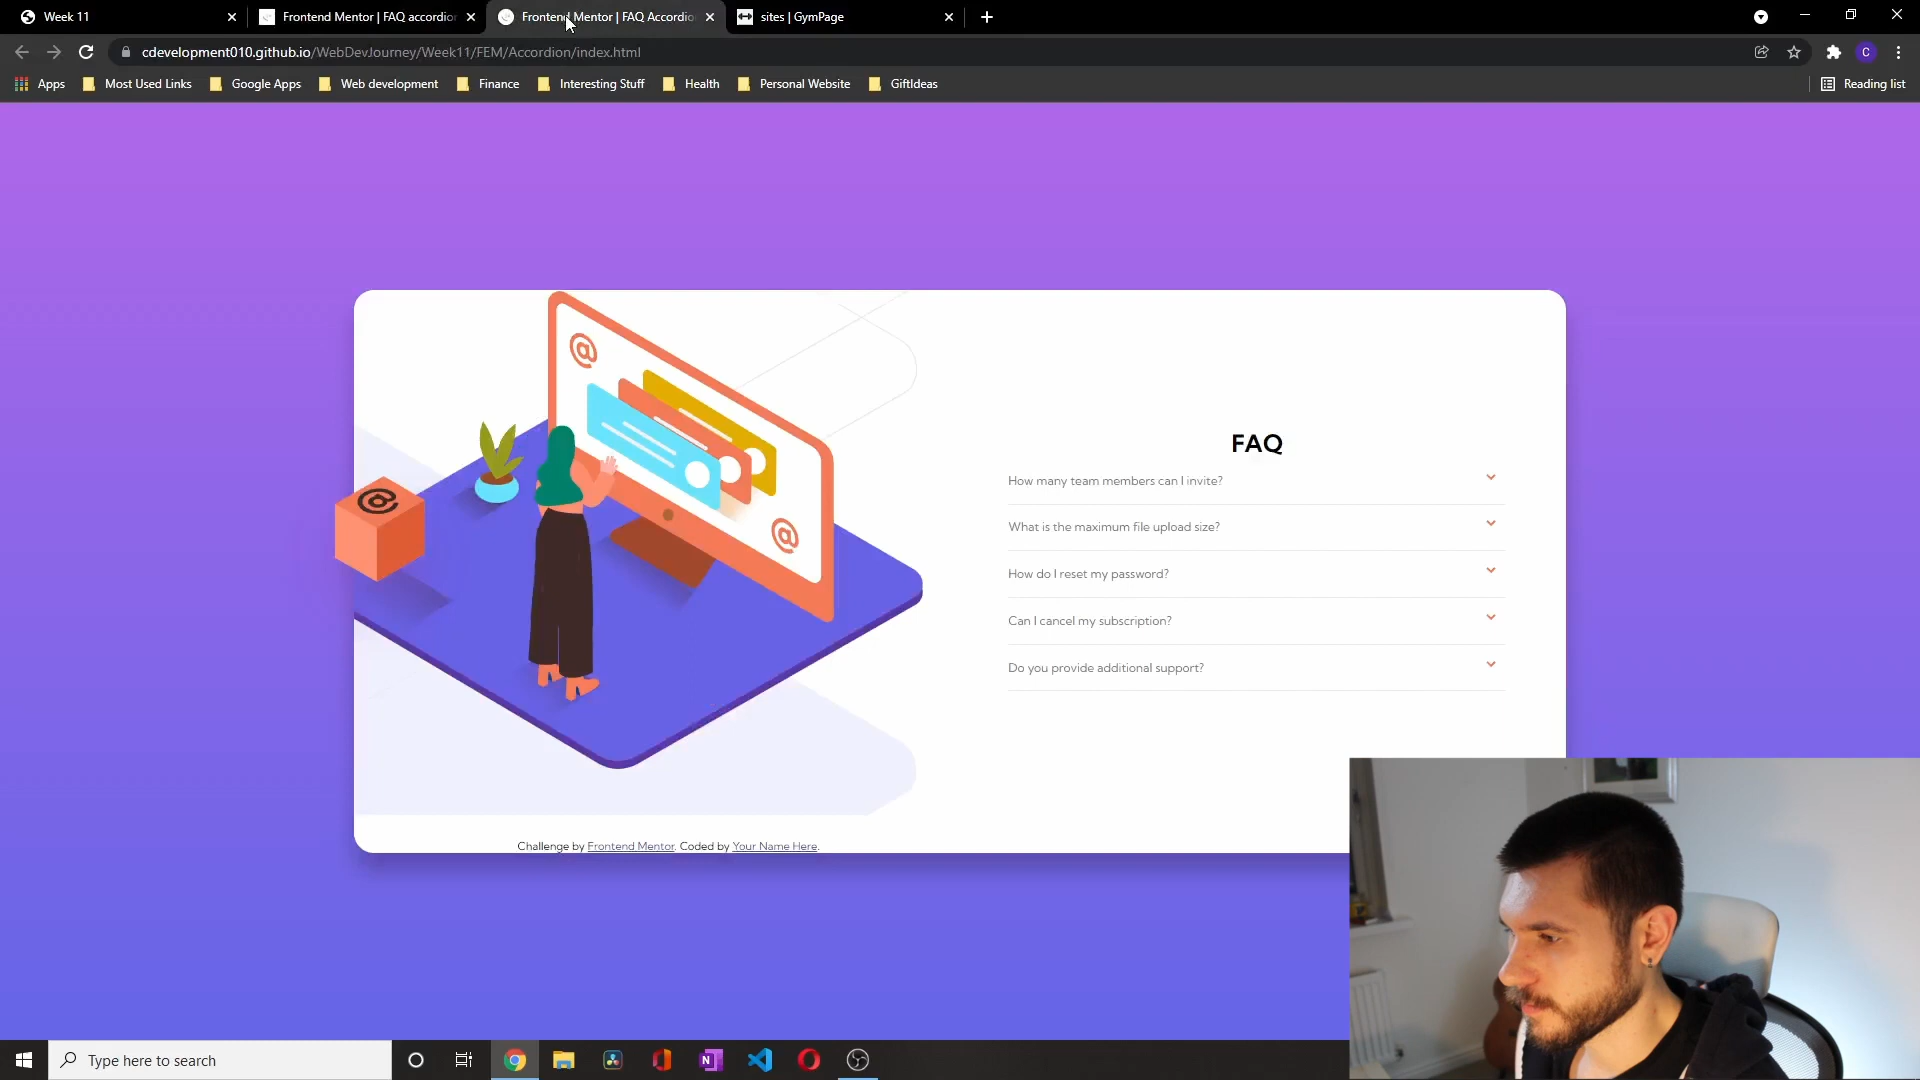 Week 11
Frontend Mentor | FAQ accordion
Frontend Mentor | FAQ Accordio
sites | GymPage
cdevelopment010.github.io/WebDevJourney/Week11/FEM/Accordion/index.html
C
Apps
Most Used Links
Google Apps
Web development
Finance
Interesting Stuff
Health
Personal Website
GiftIdeas
Reading list
@
@
@
FAQ
How many team members can I invite?
What is the maximum file upload size?
How do I reset my password?
Can I cancel my subscription?
Do you provide additional support?
Challenge by Frontend Mentor. Coded by Your Name Here.
Type here to search
N